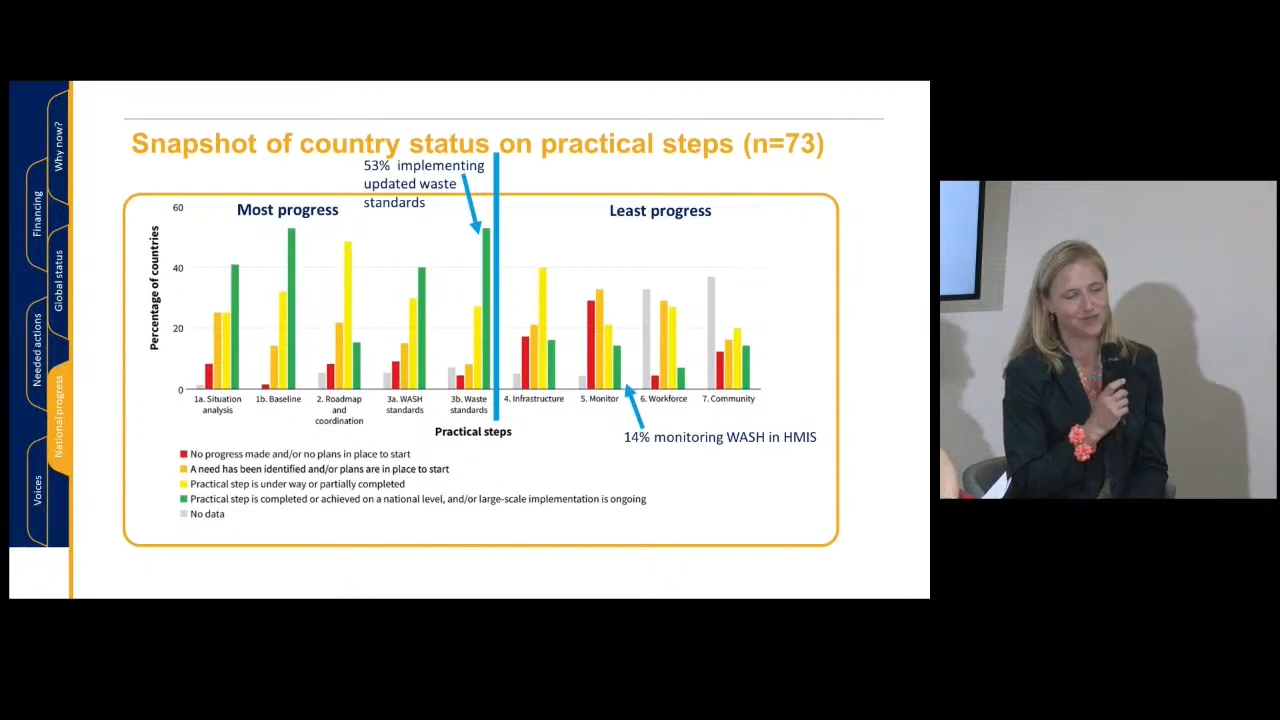 Snapshot of country status on practical steps (n=73)
53% implementing
updated waste
standards
Why now?
Financing
Global status
Needed actions
National progress
Voices
Most progress
Least progress
Percentage of countries
60
40
20
0
1a. Situation
analysis
1b. Baseline
2. Roadmap
and
coordination
3a. WASH
standards
3b. Waste
standards
4. Infrastructure
5. Monitor
6. Workforce
7. Community
Practical steps
14% monitoring WASH in HMIS
No progress made and/or no plans in place to start
A need has been identified and/or plans are in place to start
Practical step is under way or partially completed
Practical step is completed or achieved on a national level, and/or large-scale implementation is ongoing
No data